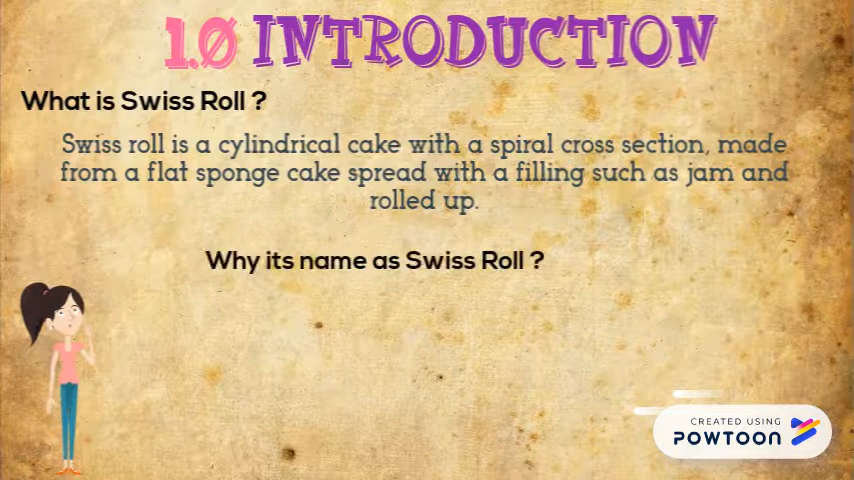 1.0 INTRODUCTION
What is Swiss Roll ?
Swiss roll is a cylindrical cake with a spiral cross section, made
from a flat sponge cake spread with a filling such as jam and
rolled up.
Why its name as Swiss Roll ?
CREATED USING
POWTOON